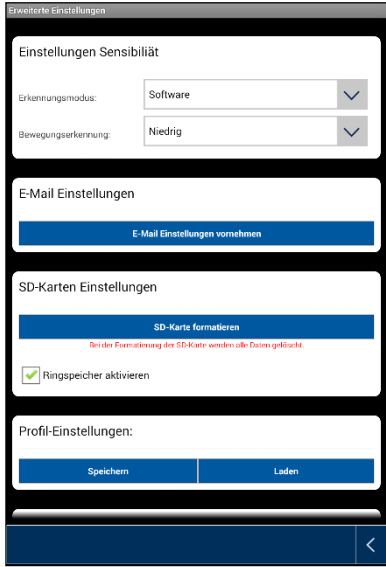 Erweiterte Einstellungen
Einstellungen Sensibiliät
Erkennungsmodus:
Software
Bewegungserkennung:
Niedrig
E-Mail Einstellungen
E-Mail Einstellungen vornehmen
SD-Karten Einstellungen
SD-Karte formatieren
Bei der Formatierung der SD-Karte werden alle Daten gelöscht.
Ringspeicher aktivieren
Profil-Einstellungen:
Speichern
Laden